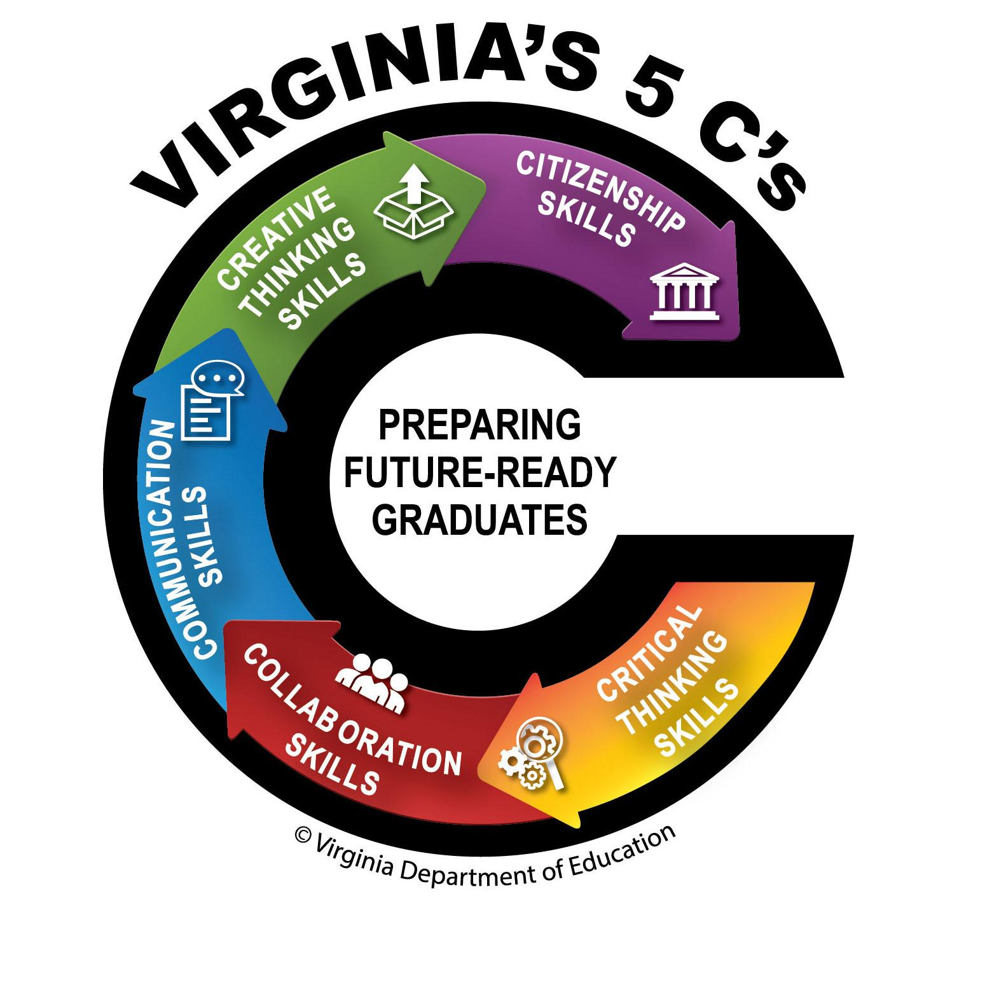 VIRGINIA'S 5 C's
CITIZENSHIP
SKILLS
CREATIVE
THINKING
SKILLS
COMMUNICATION
SKILLS
COLLABORATION
SKILLS
CRITICAL
THINKING
SKILLS
PREPARING
FUTURE-READY
GRADUATES
© Virginia Department of Education